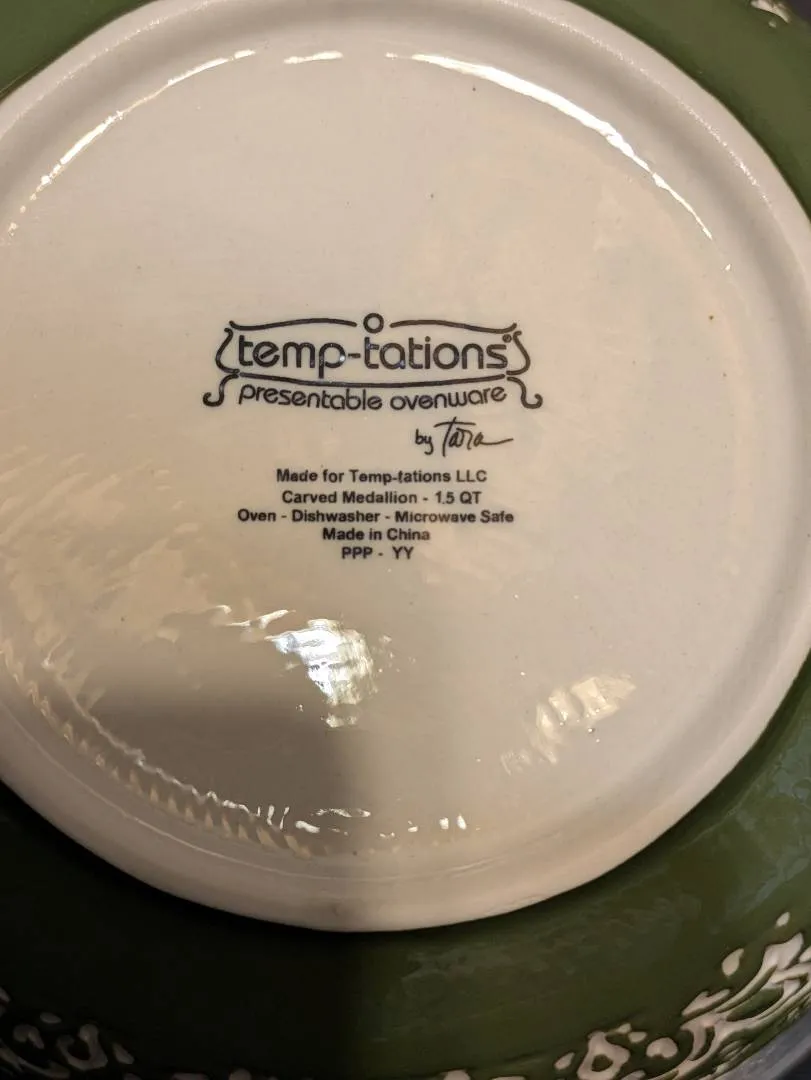 temp-tations®
presentable ovenware
by Tara
Made for Temp-tations LLC
Carved Medallion - 1.5 QT
Oven - Dishwasher - Microwave Safe
Made in China
PPP - YY